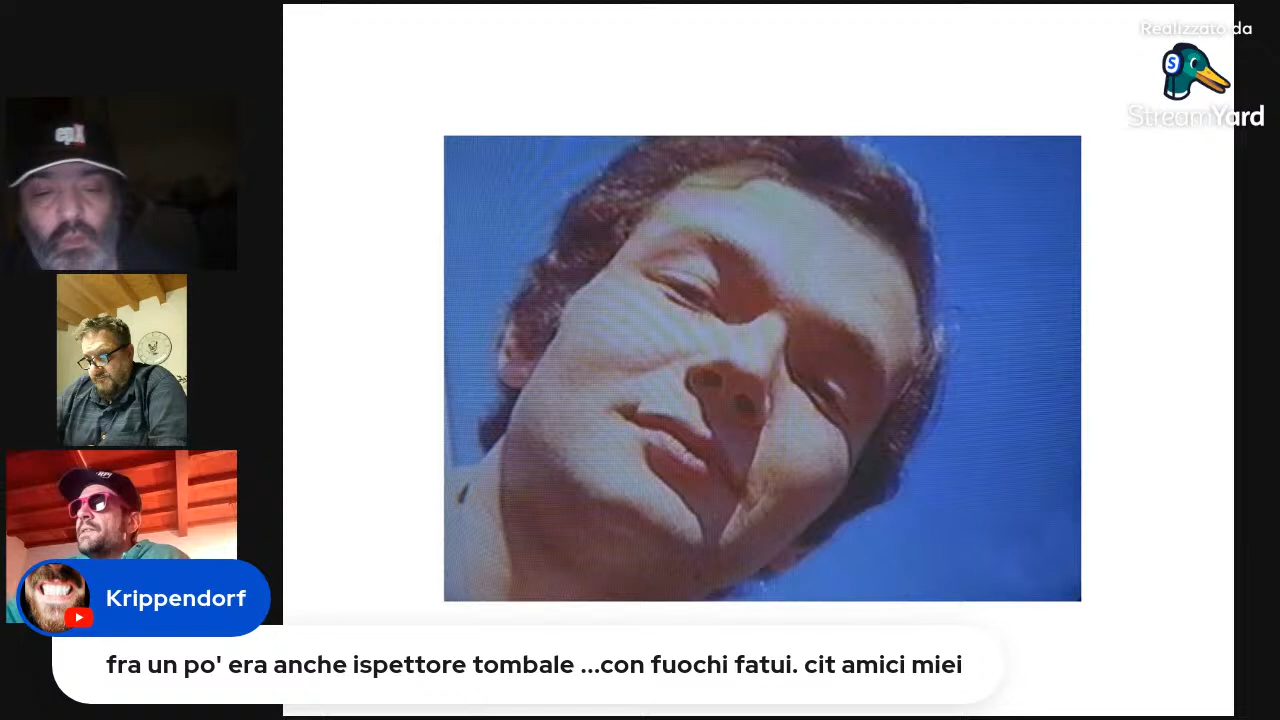 Realizzato da
StreamYard
Krippendorf
fra un po' era anche ispettore tombale ...con fuochi fatui. cit amici miei